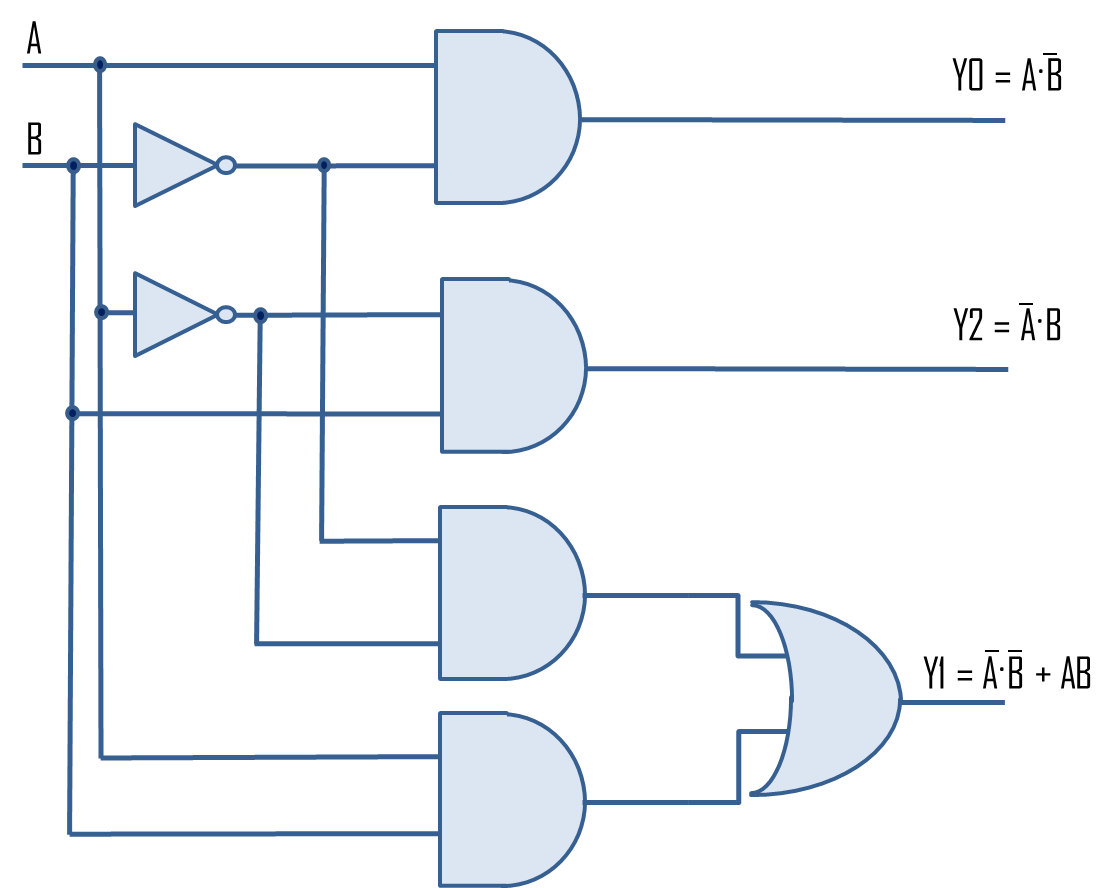 A
Y0 = A·B̅
B
Y2 = A̅·B
Y1 = A̅·B̅ + AB